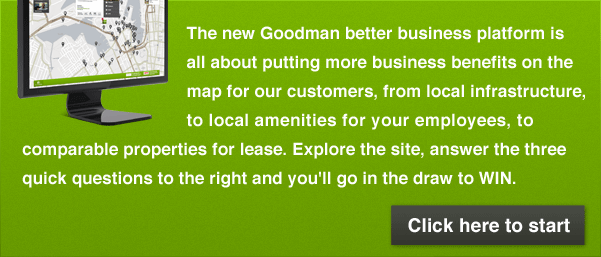 The new Goodman better business platform is
all about putting more business benefits on the
map for our customers, from local infrastructure,
to local amenities for your employees, to
comparable properties for lease. Explore the site, answer the three
quick questions to the right and you'll go in the draw to WIN.
Click here to start